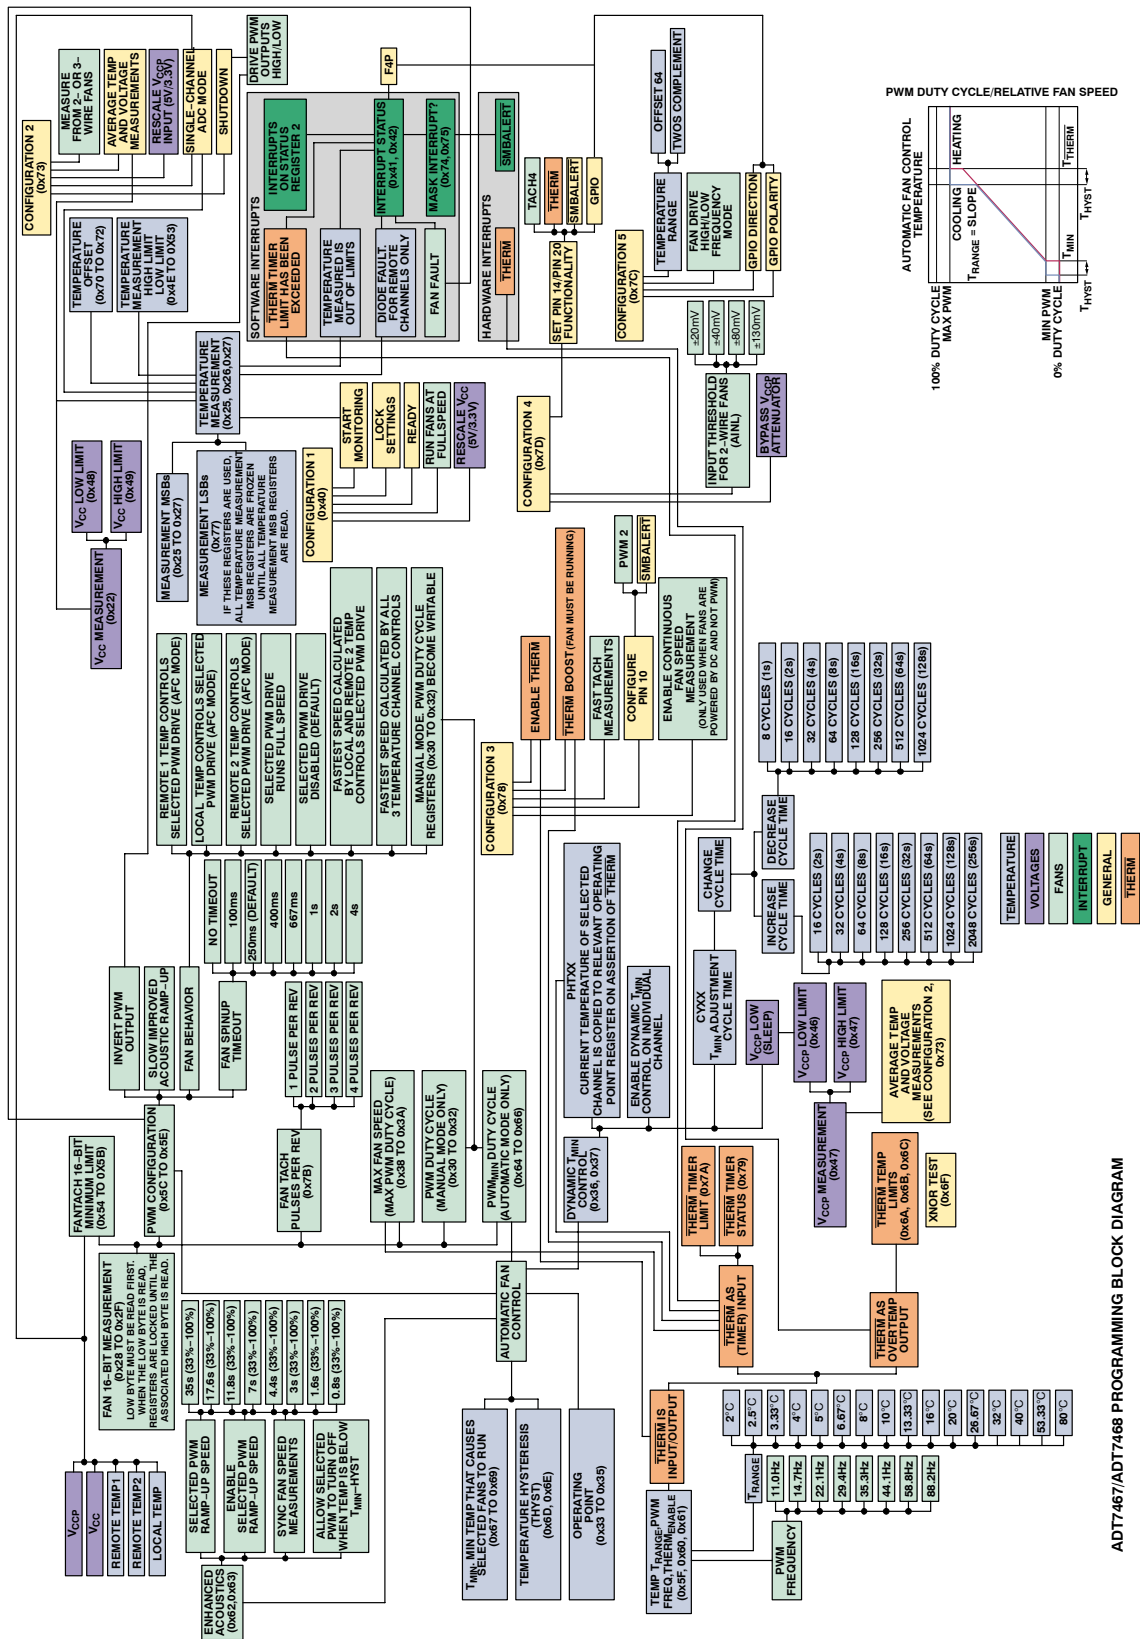 CONFIGURATION 2
(0x73)
MEASURE
FROM 2- OR 3-
WIRE FANS
AVERAGE TEMP
AND VOLTAGE
MEASUREMENTS
RESCALE VCCP
INPUT (5V/3.3V)
SINGLE-CHANNEL
ADC MODE
SHUTDOWN
DRIVE PWM
OUTPUTS
HIGH/LOW
TEMPERATURE
OFFSET
(0x70 TO 0x72)
TEMPERATURE
MEASUREMENT
HIGH LIMIT
LOW LIMIT
(0x4E TO 0x53)
SOFTWARE INTERRUPTS
INTERRUPTS
ON STATUS
REGISTER 2
THERM TIMER
LIMIT HAS BEEN
EXCEEDED
TEMPERATURE
MEASURED IS
OUT OF LIMITS
INTERRUPT STATUS
(0x41, 0x42)
F4P
DIODE FAULT.
FOR REMOTE
CHANNELS ONLY
MASK INTERRUPT?
(0x74,0x75)
FAN FAULT
HARDWARE INTERRUPTS
SMBALERT
THERM
TACH4
THERM
SMBALERT
GPIO
SET PIN 14/PIN 20
FUNCTIONALITY
OFFSET 64
TWOS COMPLEMENT
TEMPERATURE
RANGE
FAN DRIVE
HIGH/LOW
FREQUENCY
MODE
GPIO DIRECTION
GPIO POLARITY
CONFIGURATION 5
(0x7C)
±20mV
±40mV
±80mV
±130mV
INPUT THRESHOLD
FOR 2-WIRE FANS
(AINL)
BYPASS VCCP
ATTENUATOR
CONFIGURATION 4
(0x7D)
PWM DUTY CYCLE/RELATIVE FAN SPEED
AUTOMATIC FAN CONTROL
TEMPERATURE
HEATING
COOLING
TRANGE = SLOPE
TTHERM
THYST
TMIN
THYST
100% DUTY CYCLE
MAX PWM
MIN PWM
0% DUTY CYCLE
VCC LOW LIMIT
(0x48)
VCC HIGH LIMIT
(0x49)
VCC MEASUREMENT
(0x22)
TEMPERATURE
MEASUREMENT
(0x25, 0x26,0x27)
MEASUREMENT MSBs
(0x25 TO 0x27)
MEASUREMENT LSBs
(0x77)
IF THESE REGISTERS ARE USED,
ALL TEMPERATURE MEASUREMENT
MSB REGISTERS ARE FROZEN
UNTIL ALL TEMPERATURE
MEASUREMENT MSB REGISTERS
ARE READ.
CONFIGURATION 1
(0x40)
START
MONITORING
LOCK
SETTINGS
READY
RUN FANS AT
FULLSPEED
RESCALE VCC
(5V/3.3V)
REMOTE 1 TEMP CONTROLS
SELECTED PWM DRIVE (AFC MODE)
LOCAL TEMP CONTROLS SELECTED
PWM DRIVE (AFC MODE)
REMOTE 2 TEMP CONTROLS
SELECTED PWM DRIVE (AFC MODE)
SELECTED PWM DRIVE
RUNS FULL SPEED
SELECTED PWM DRIVE
DISABLED (DEFAULT)
FASTEST SPEED CALCULATED
BY LOCAL AND REMOTE 2 TEMP
CONTROLS SELECTED PWM DRIVE
FASTEST SPEED CALCULATED BY ALL
3 TEMPERATURE CHANNEL CONTROLS
MANUAL MODE. PWM DUTY CYCLE
REGISTERS (0x30 TO 0x32) BECOME WRITABLE
CONFIGURATION 3
(0x78)
ENABLE THERM
THERM BOOST (FAN MUST BE RUNNING)
FAST TACH
MEASUREMENTS
PWM 2
SMBALERT
CONFIGURE
PIN 10
ENABLE CONTINUOUS
FAN SPEED
MEASUREMENT
(ONLY USED WHEN FANS ARE
POWERED BY DC AND NOT PWM)
INVERT PWM
OUTPUT
SLOW IMPROVED
ACOUSTIC RAMP-UP
FAN BEHAVIOR
FAN SPINUP
TIMEOUT
NO TIMEOUT
100ms
250ms (DEFAULT)
400ms
667ms
1s
2s
4s
1 PULSE PER REV
2 PULSES PER REV
3 PULSES PER REV
4 PULSES PER REV
FAN TACH
PULSES PER REV
(0x7B)
FANTACH 16-BIT
MINIMUM LIMIT
(0x54 TO 0x5B)
PWM CONFIGURATION
(0x5C TO 0x5E)
MAX FAN SPEED
(MAX PWM DUTY CYCLE)
(0x38 TO 0x3A)
PWM DUTY CYCLE
(MANUAL MODE ONLY)
(0x30 TO 0x32)
PWMMIN DUTY CYCLE
(AUTOMATIC MODE ONLY)
(0x64 TO 0x66)
FAN 16-BIT MEASUREMENT
(0x28 TO 0x2F)
LOW BYTE MUST BE READ FIRST.
WHEN THE LOW BYTE IS READ,
REGISTERS ARE LOCKED UNTIL THE
ASSOCIATED HIGH BYTE IS READ.
VCCP
VCC
REMOTE TEMP1
REMOTE TEMP2
LOCAL TEMP
35s (33%–100%)
17.6s (33%–100%)
11.8s (33%–100%)
7s (33%–100%)
4.4s (33%–100%)
3s (33%–100%)
1.6s (33%–100%)
0.8s (33%–100%)
SELECTED PWM
RAMP-UP SPEED
ENABLE
SELECTED PWM
RAMP-UP SPEED
SYNC FAN SPEED
MEASUREMENTS
ALLOW SELECTED
PWM TO TURN OFF
WHEN TEMP IS BELOW
TMIN–HYST
ENHANCED
ACOUSTICS
(0x62,0x63)
AUTOMATIC FAN
CONTROL
TMIN- MIN TEMP THAT CAUSES
SELECTED FANS TO RUN
(0x67 TO 0x69)
TEMPERATURE HYSTERESIS
(THYST)
(0x6D, 0x6E)
OPERATING
POINT
(0x33 TO 0x35)
DYNAMIC TMIN
CONTROL
(0x36, 0x37)
PHTXX
CURRENT TEMPERATURE OF SELECTED
CHANNEL IS COPIED TO RELEVANT OPERATING
POINT REGISTER ON ASSERTION OF THERM
ENABLE DYNAMIC TMIN
CONTROL ON INDIVIDUAL
CHANNEL
CYXX
TMIN ADJUSTMENT
CYCLE TIME
CHANGE
CYCLE TIME
DECREASE
CYCLE TIME
INCREASE
CYCLE TIME
8 CYCLES (1s)
16 CYCLES (2s)
32 CYCLES (4s)
64 CYCLES (8s)
128 CYCLES (16s)
256 CYCLES (32s)
512 CYCLES (64s)
1024 CYCLES (128s)
16 CYCLES (2s)
32 CYCLES (4s)
64 CYCLES (8s)
128 CYCLES (16s)
256 CYCLES (32s)
512 CYCLES (64s)
1024 CYCLES (128s)
2048 CYCLES (256s)
VCCP LOW
(SLEEP)
VCCP LOW LIMIT
(0x46)
VCCP HIGH LIMIT
(0x47)
VCCP MEASUREMENT
(0x47)
AVERAGE TEMP
AND VOLTAGE
MEASUREMENTS
(SEE CONFIGURATION 2,
0x73)
THERM TIMER
LIMIT (0x7A)
THERM TIMER
STATUS (0x79)
THERM AS
(TIMER) INPUT
THERM TEMP
LIMITS
(0x6A, 0x6B, 0x6C)
XNOR TEST
(0x6F)
THERM AS
OVERTEMP
OUTPUT
THERM IS
INPUT/OUTPUT
TEMP TRANGE,PWM
FREQ,THERMENABLE
(0x5F, 0x60, 0x61)
TRANGE
2°C
2.5°C
3.33°C
4°C
5°C
6.67°C
8°C
10°C
13.33°C
16°C
20°C
26.67°C
32°C
40°C
53.33°C
80°C
PWM
FREQUENCY
11.0Hz
14.7Hz
22.1Hz
29.4Hz
35.3Hz
44.1Hz
58.8Hz
88.2Hz
TEMPERATURE
VOLTAGES
FANS
INTERRUPT
GENERAL
THERM
ADT7467/ADT7468 PROGRAMMING BLOCK DIAGRAM